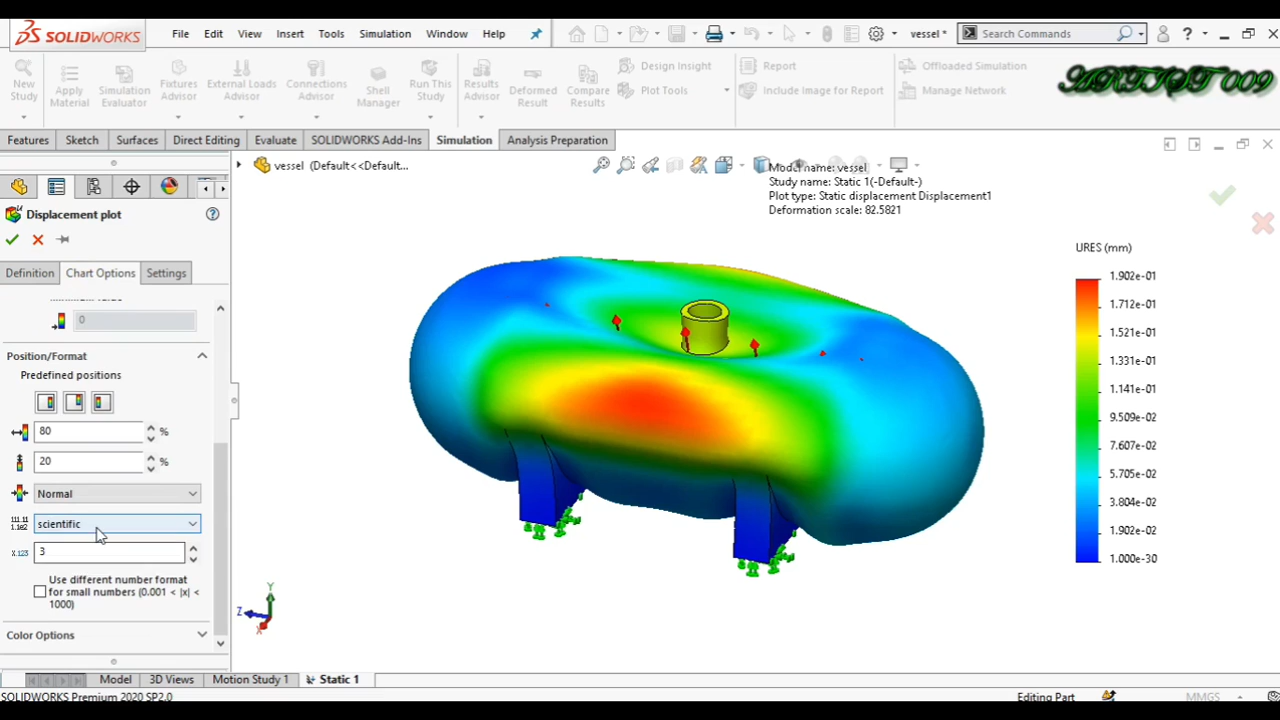 SOLIDWORKS File Edit View Insert Tools Simulation Window Help vessel * Search Commands ?
ARTIST 009
New Study
Apply Material
Simulation Evaluator
Fixtures Advisor
External Loads Advisor
Connections Advisor
Shell Manager
Run This Study
Results Advisor
Deformed Result
Compare Results
Design Insight
Plot Tools
Report
Include Image for Report
Offloaded Simulation
Manage Network
Features Sketch Surfaces Direct Editing Evaluate SOLIDWORKS Add-Ins Simulation Analysis Preparation
vessel (Default<<Default...
Model name: vessel
Study name: Static 1(-Default-)
Plot type: Static displacement Displacement1
Deformation scale: 82.5821
Displacement plot
Definition Chart Options Settings
0
Position/Format
Predefined positions
80 %
20 %
Normal
scientific
3
Use different number format
for small numbers (0.001 < |x| <
1000)
Color Options
URES (mm)
1.902e-01
1.712e-01
1.521e-01
1.331e-01
1.141e-01
9.509e-02
7.607e-02
5.705e-02
3.804e-02
1.902e-02
1.000e-30
Y
Z
X
Model 3D Views Motion Study 1 Static 1
SOLIDWORKS Premium 2020 SP2.0 Editing Part MMGS